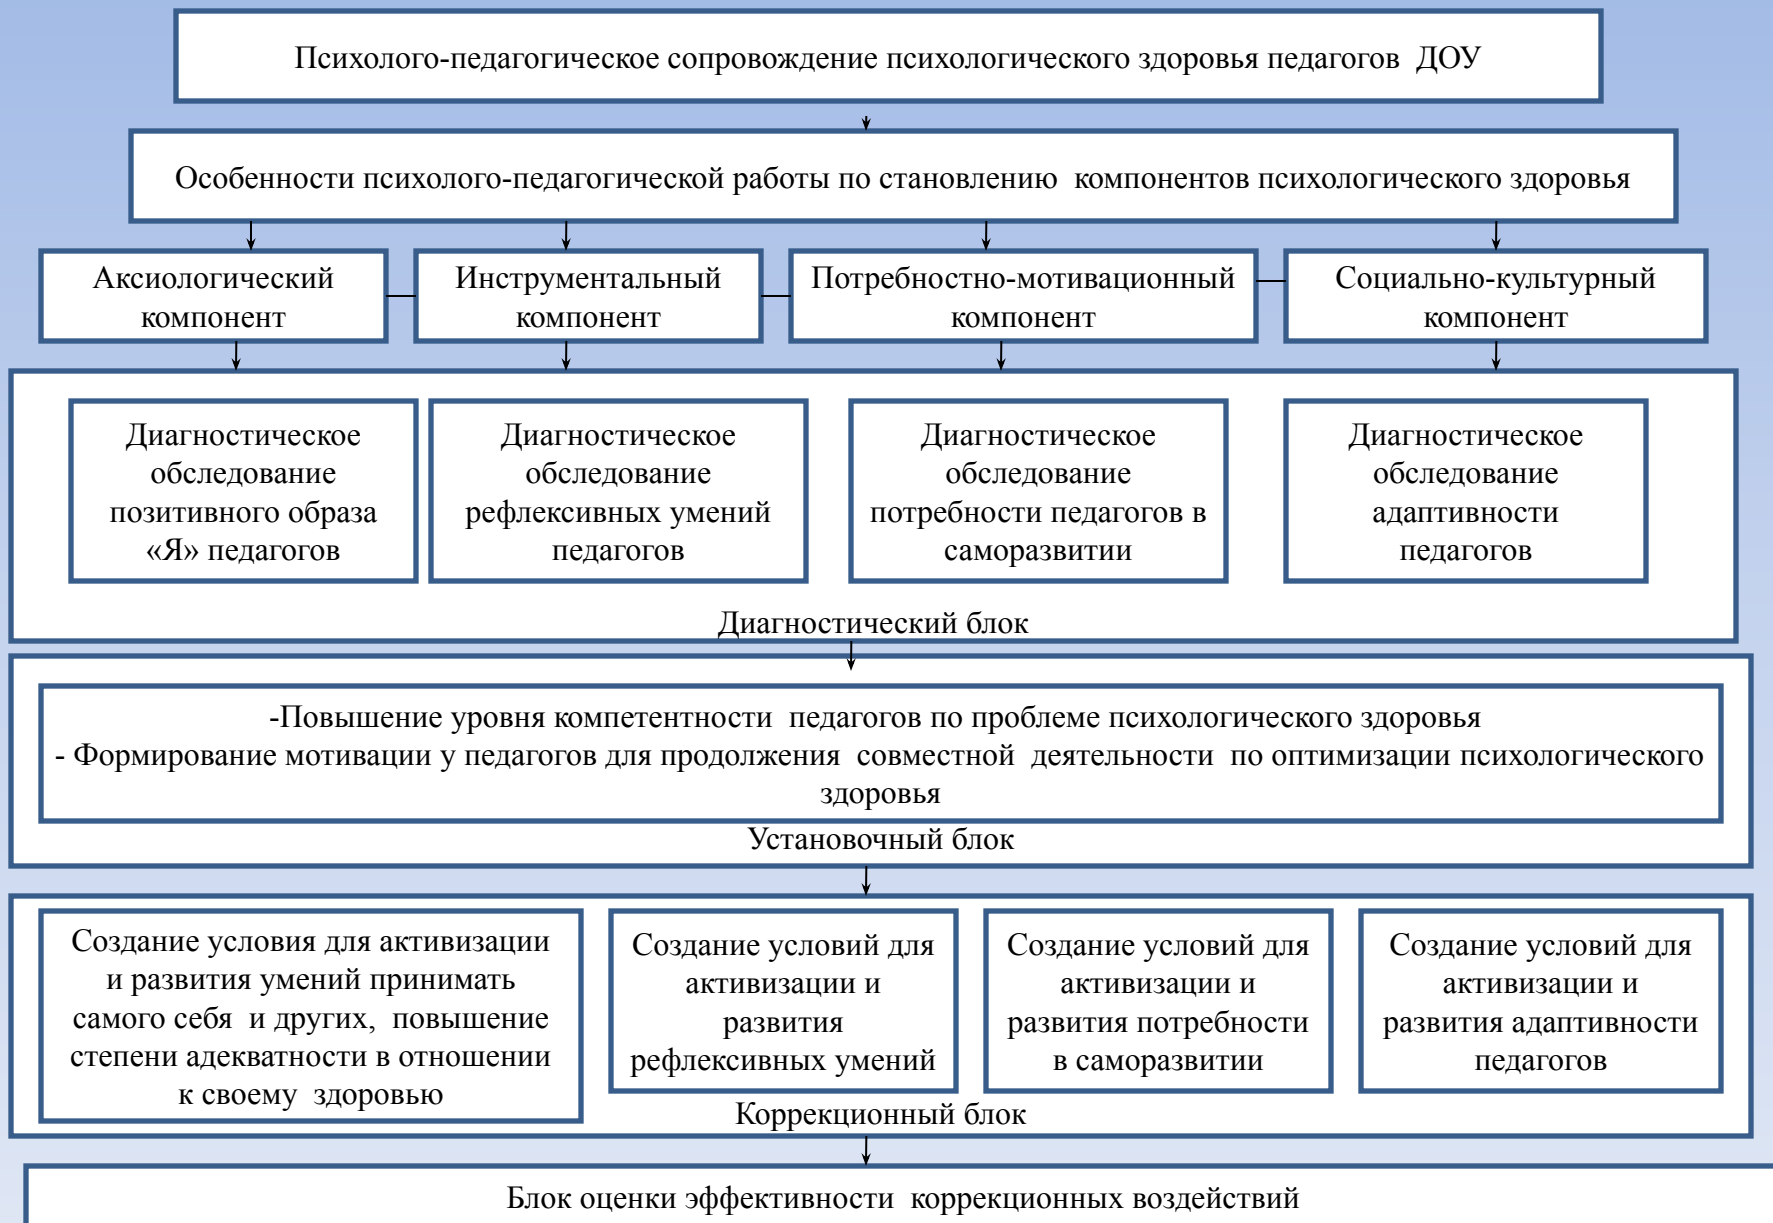 Психолого-педагогическое сопровождение психологического здоровья педагогов ДОУ
Особенности психолого-педагогической работы по становлению компонентов психологического здоровья
Аксиологический
компонент
Инструментальный
компонент
Потребностно-мотивационный
компонент
Социально-культурный
компонент
Диагностическое
обследование
позитивного образа
«Я» педагогов
Диагностическое
обследование
рефлексивных умений
педагогов
Диагностическое
обследование
потребности педагогов в
саморазвитии
Диагностическое
обследование
адаптивности
педагогов
Диагностический блок
-Повышение уровня компетентности педагогов по проблеме психологического здоровья
- Формирование мотивации у педагогов для продолжения совместной деятельности по оптимизации психологического
здоровья
Установочный блок
Создание условия для активизации
и развития умений принимать
самого себя и других, повышение
степени адекватности в отношении
к своему здоровью
Создание условий для
активизации и
развития
рефлексивных умений
Создание условий для
активизации и
развития потребности
в саморазвитии
Создание условий для
активизации и
развития адаптивности
педагогов
Коррекционный блок
Блок оценки эффективности коррекционных воздействий